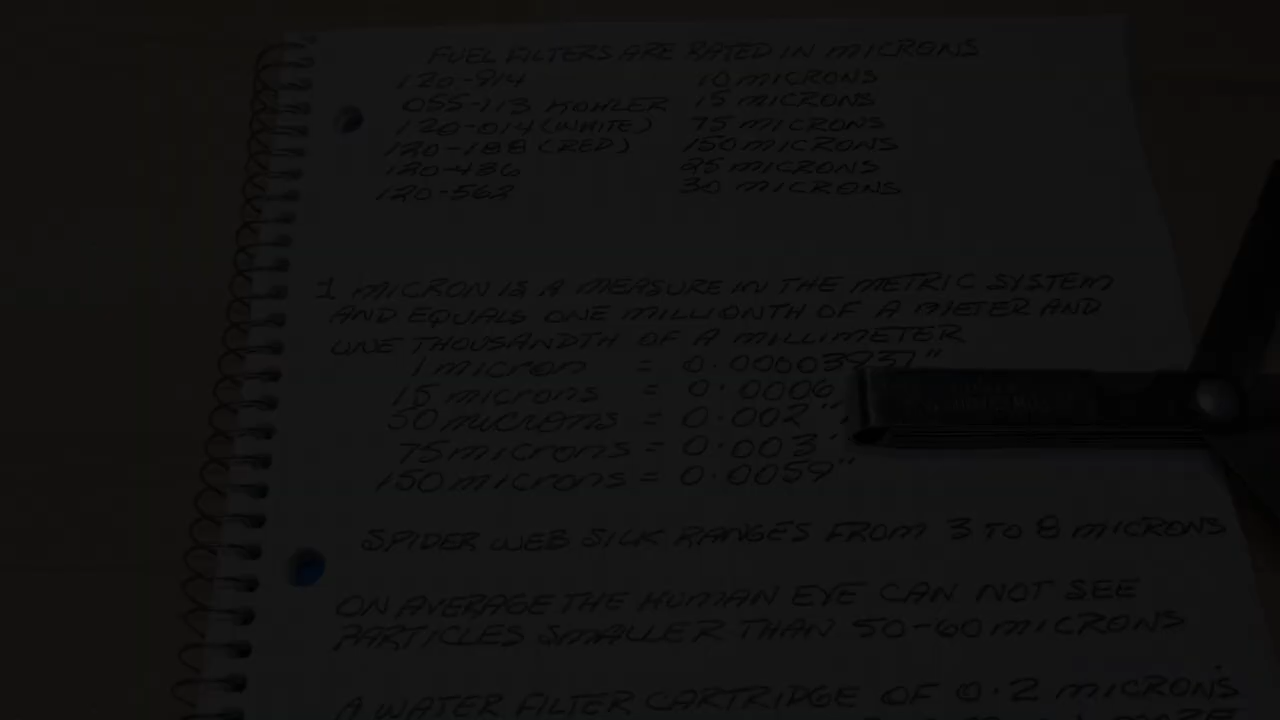 FUEL FILTERS ARE RATED IN MICRONS
120-914 10 MICRONS
055-113 KOHLER 15 MICRONS
120-014 (WHITE) 75 MICRONS
120-188 (RED) 150 MICRONS
120-436 25 MICRONS
120-562 30 MICRONS
1 MICRON IS A MEASURE IN THE METRIC SYSTEM
AND EQUALS ONE MILLIONTH OF A METER AND
ONE THOUSANDTH OF A MILLIMETER
1 micron = 0.00003937"
15 microns = 0.0006
50 microns = 0.002"
75 microns = 0.003"
150 microns = 0.0059"
SPIDER WEB SILK RANGES FROM 3 TO 8 MICRONS
ON AVERAGE THE HUMAN EYE CAN NOT SEE
PARTICLES SMALLER THAN 50-60 MICRONS
A WATER FILTER CARTRIDGE OF 0.2 MICRONS